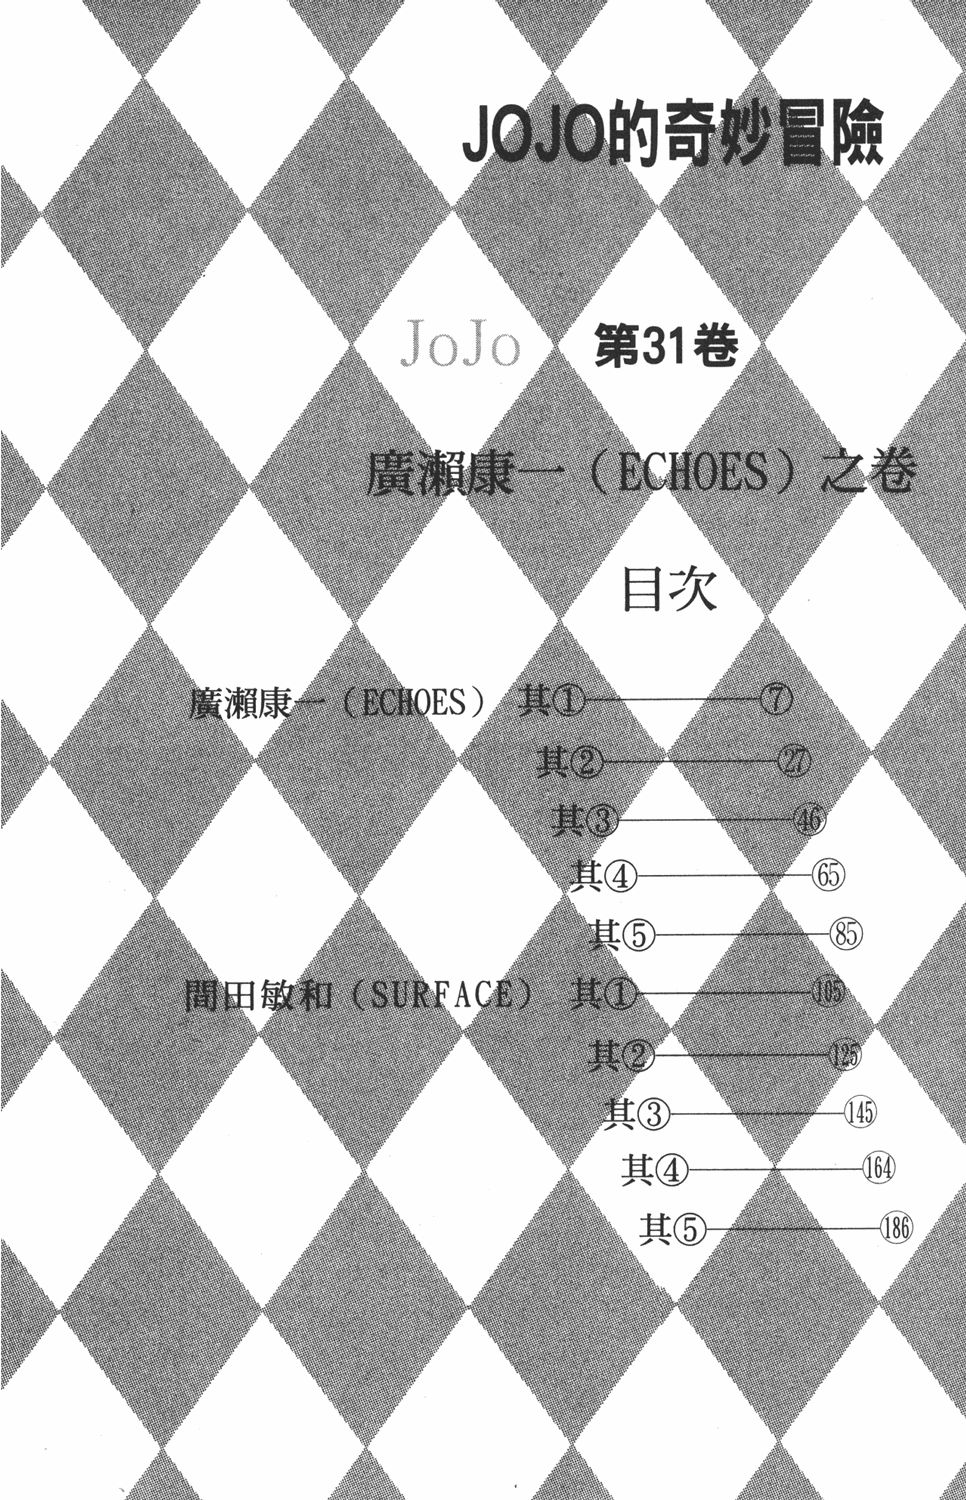 JOJO的奇妙冒險
JoJo 第31卷
廣瀨康一（ECHOES）之卷
目次
廣瀨康一（ECHOES） 其①——⑦
其②——㉗
其③——㊻
其④——65
其⑤——85
間田敏和（SURFACE） 其①——105
其②——125
其③——145
其④——164
其⑤——186